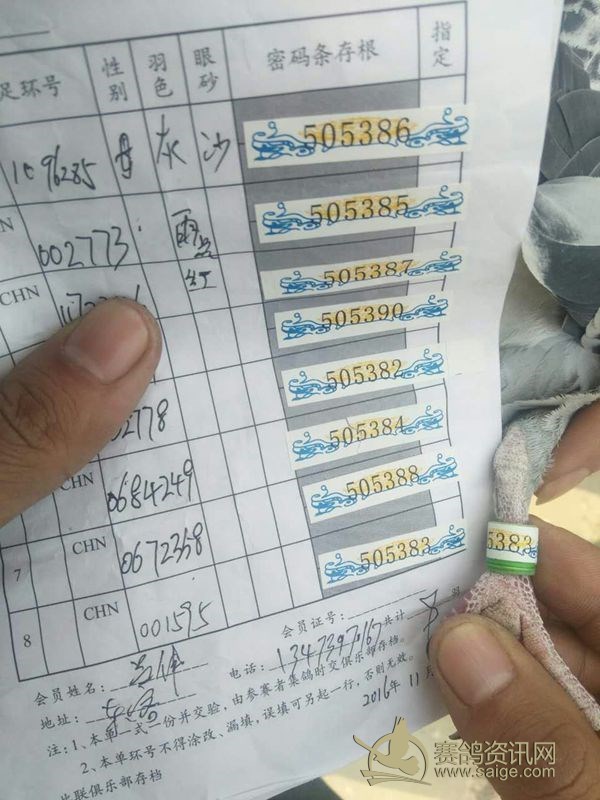 足环号 性别 羽色 眼砂 密码条存根 指定
1096285 灰 沙 505386
002773 雨点 505385
CHN 红 505387
505390
2778 505382
CHN 0684249 505384
7 CHN 0672358 505388
8 CHN 001595 505383
5383
会员证号: 共计 羽
会员姓名: 电话: 13473970167
地址:
注:1、本单一式一份并交验,由参赛者集鸽时交俱乐部存档。
2、本单环号不得涂改、漏填,误填可另起一行,否则无效。
2016年11月
此联俱乐部存档
赛鸽资讯网
www.saige.com